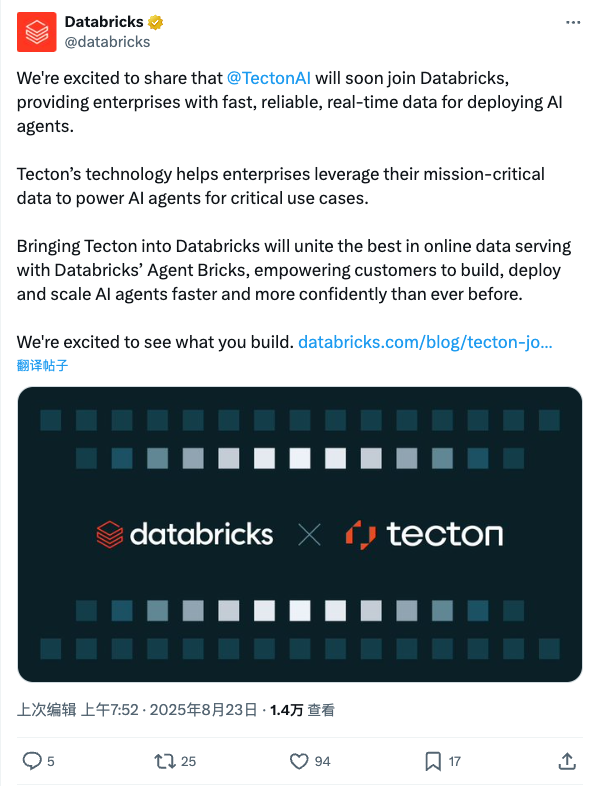 Databricks
@databricks
We're excited to share that @TectonAI will soon join Databricks,
providing enterprises with fast, reliable, real-time data for deploying AI
agents.
Tecton’s technology helps enterprises leverage their mission-critical
data to power AI agents for critical use cases.
Bringing Tecton into Databricks will unite the best in online data serving
with Databricks’ Agent Bricks, empowering customers to build, deploy
and scale AI agents faster and more confidently than ever before.
We're excited to see what you build. databricks.com/blog/tecton-jo...
翻译帖子
databricks tecton
上次编辑 上午7:52 · 2025年8月23日 · 1.4万 查看
5 25 94 17